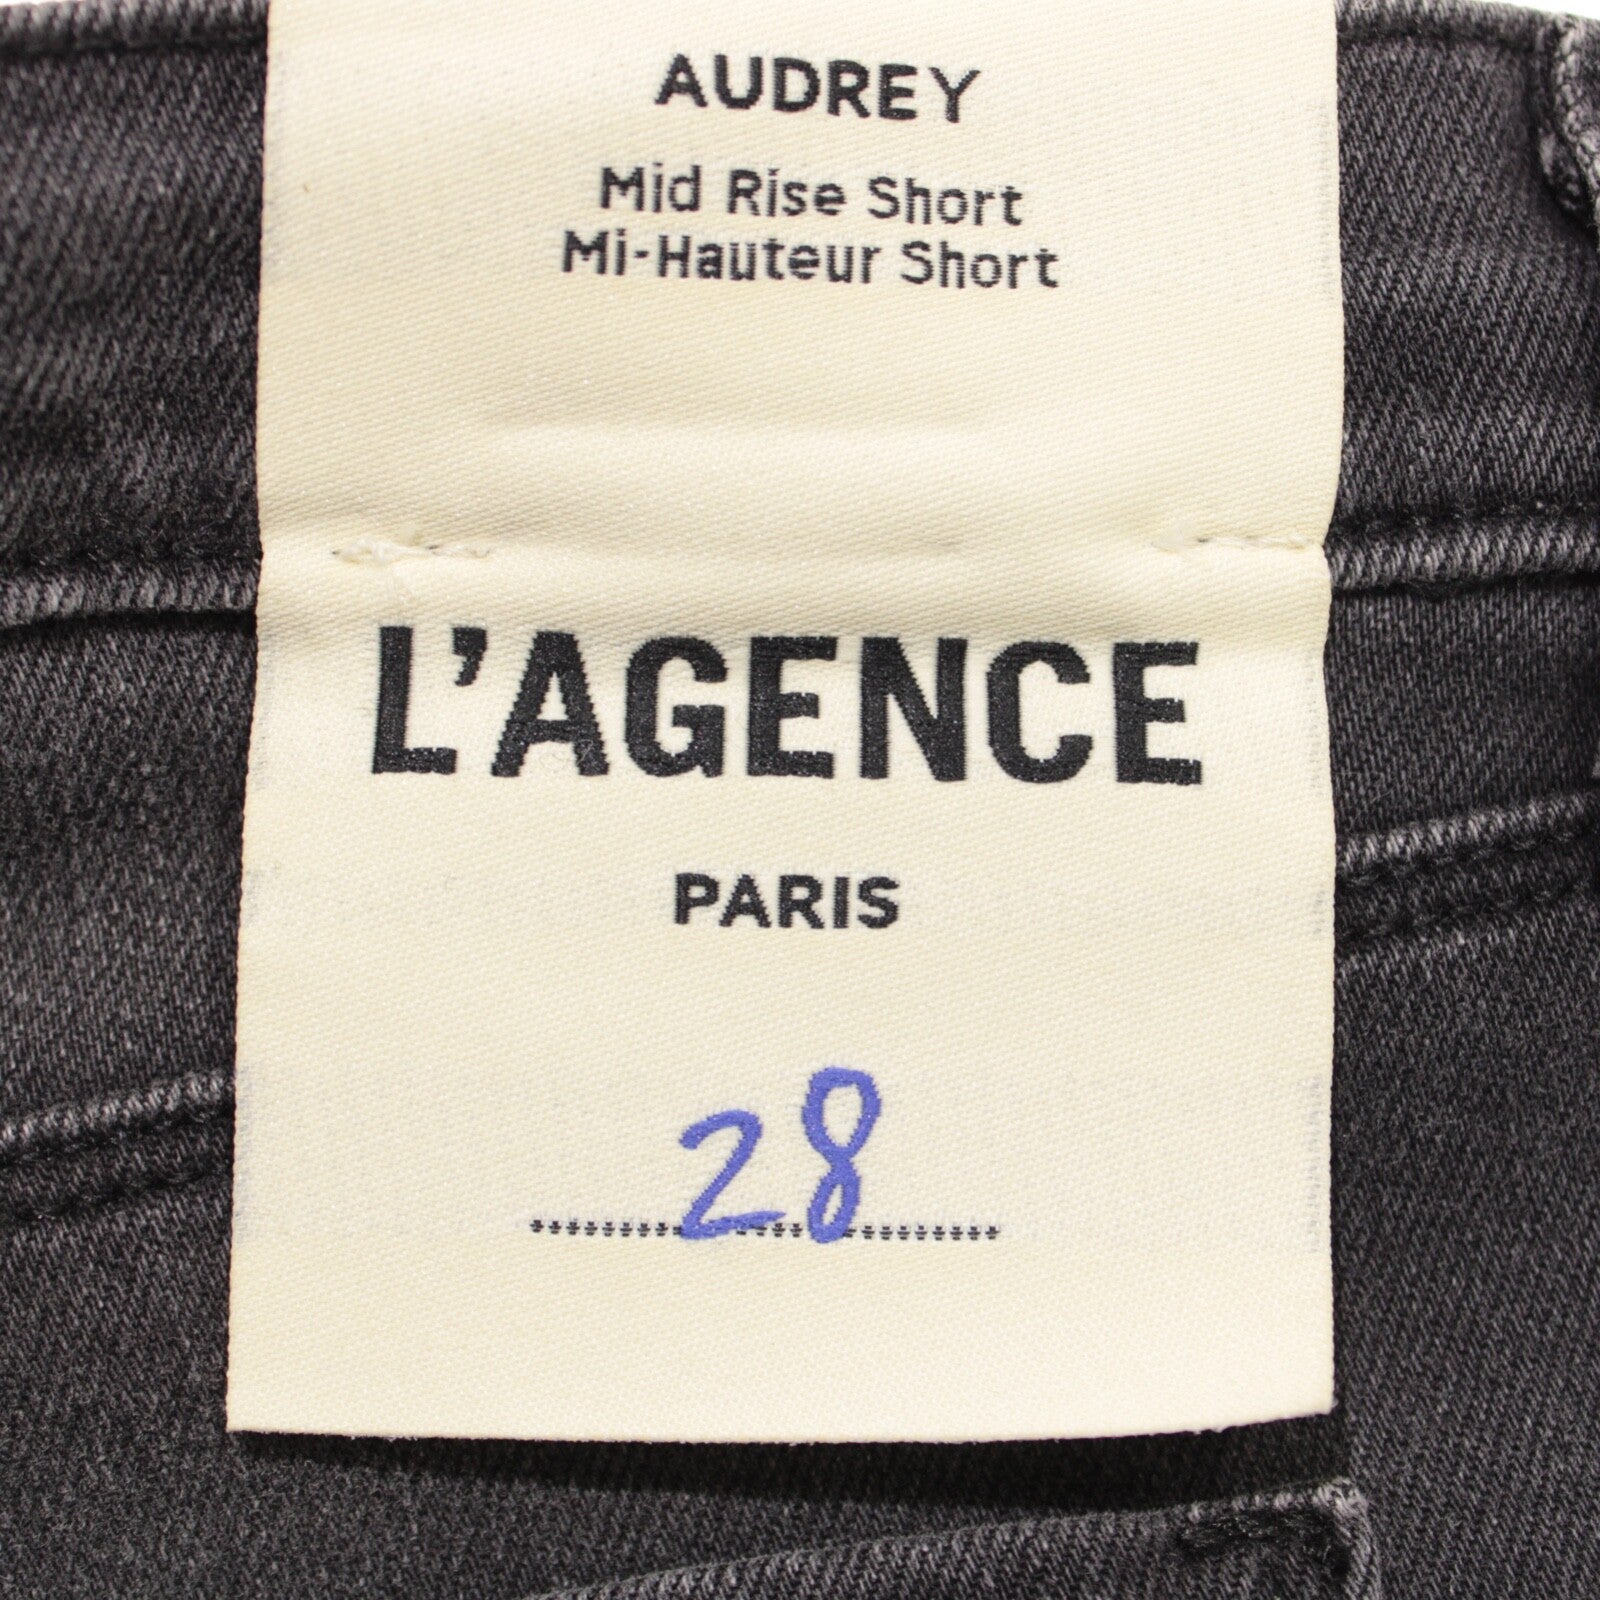 AUDREY
Mid Rise Short
Mi-Hauteur Short
L'AGENCE
PARIS
28